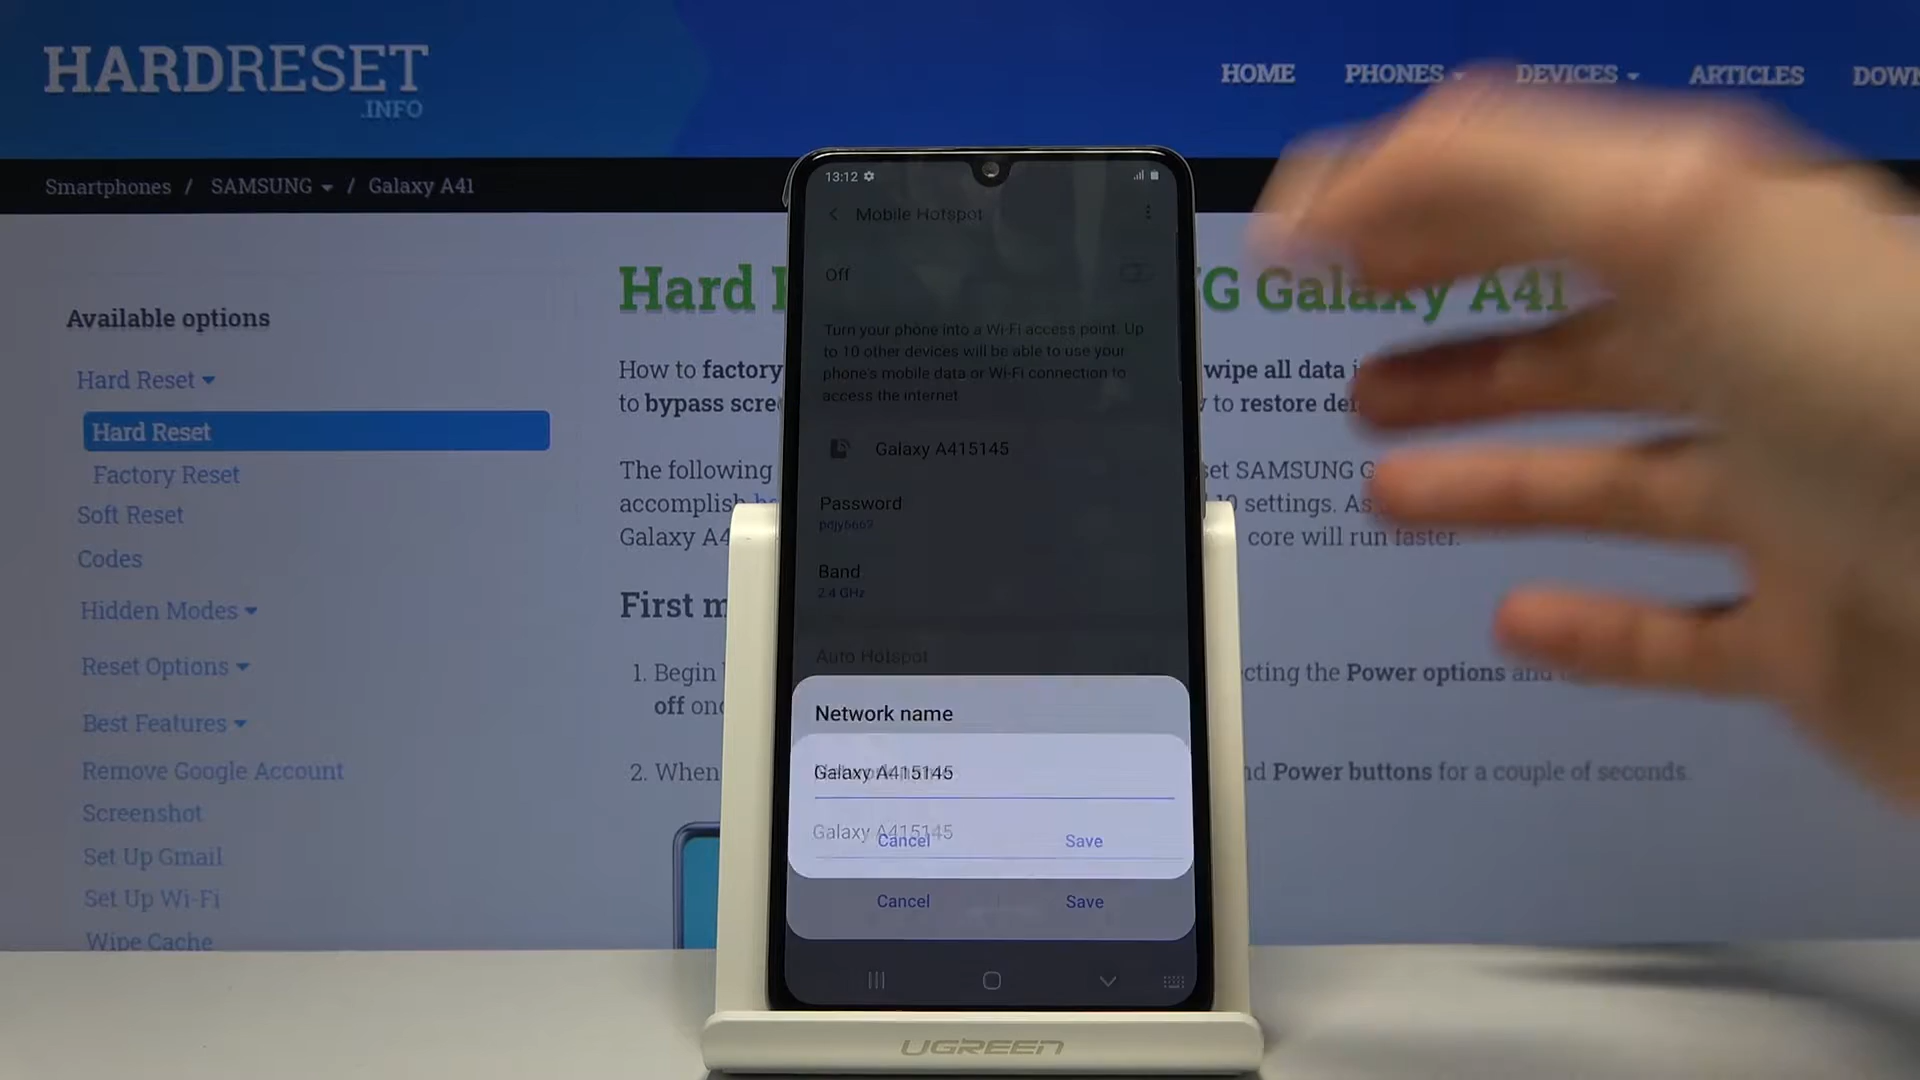 HARDRESET
.INFO
HOME PHONES DEVICES ARTICLES
Smartphones / SAMSUNG / Galaxy A41
Available options
Hard Reset
Hard Reset
Factory Reset
Soft Reset
Codes
Hidden Modes
Reset Options
Best Features
Remove Google Account
Screenshot
Set Up Gmail
Set Up Wi-Fi
Wipe Cache
Hard G Galaxy A41
How to factory wipe all data
to bypass to restore
The following SAMSUNG
accomplish 10 settings. As
Galaxy core will run faster.
First
1. Begin cting the Power options and
off
2. When nd Power buttons for a couple of seconds.
13:12
Mobile Hotspot
Off
Turn your phone into a Wi-Fi access point. Up
to 10 other devices will be able to use your
phone's mobile data or Wi-Fi connection to
access the internet.
Galaxy A415145
Password
Band
2.4 GHz
Auto Hotspot
Network name
Galaxy A415145
Galaxy A415145
Cancel Save
Cancel Save
UGREEN